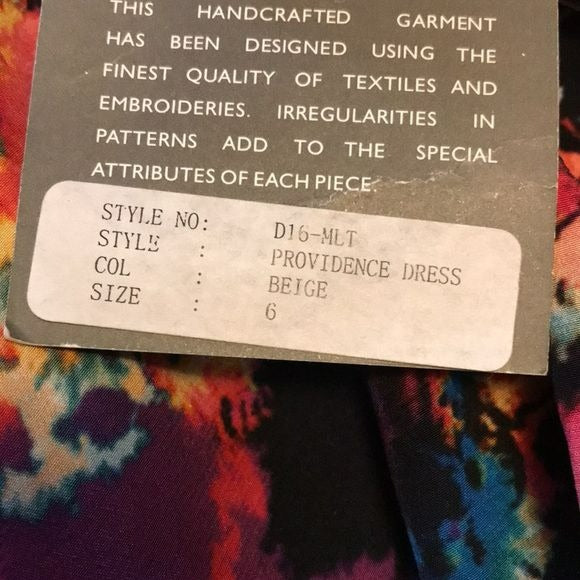 THIS HANDCRAFTED GARMENT
HAS BEEN DESIGNED USING THE
FINEST QUALITY OF TEXTILES AND
EMBROIDERIES. IRREGULARITIES IN
PATTERNS ADD TO THE SPECIAL
ATTRIBUTES OF EACH PIECE.
STYLE NO: D16-MLT
STYLE : PROVIDENCE DRESS
COL : BEIGE
SIZE : 6